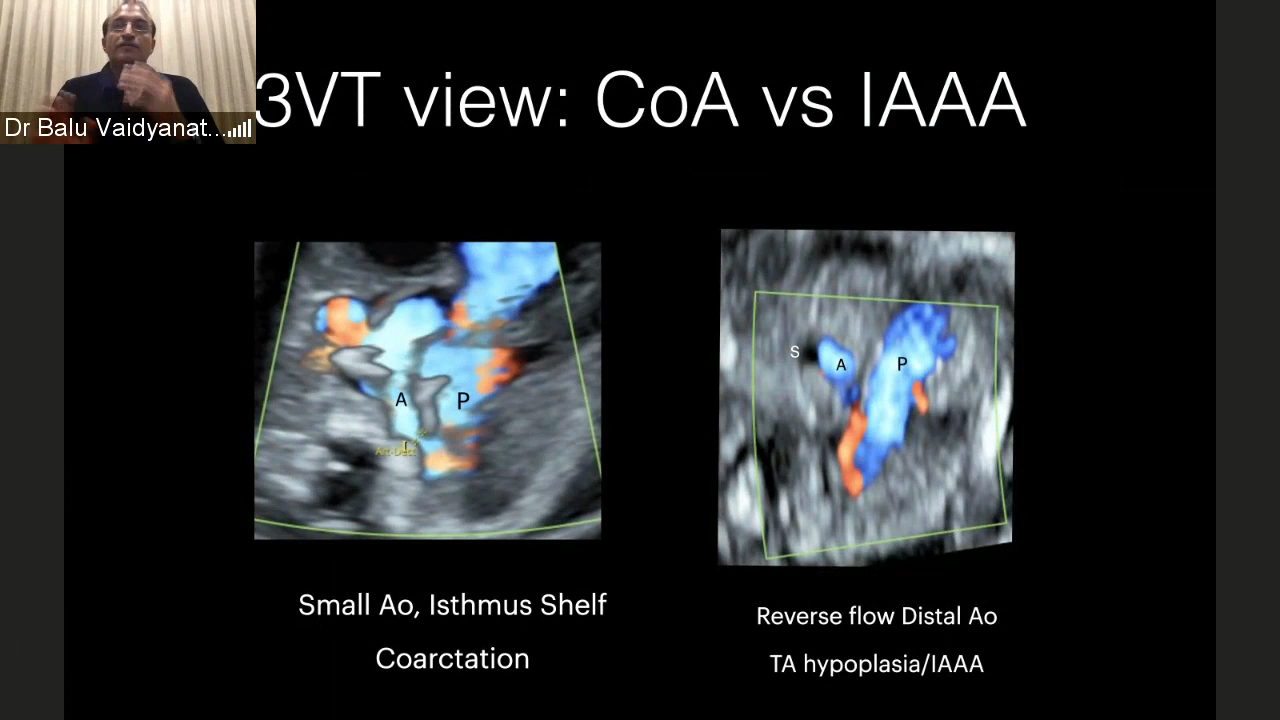 3VT view: CoA vs IAAA
Dr Balu Vaidyanat...
S
A
P
A
P
Small Ao, Isthmus Shelf
Coarctation
Reverse flow Distal Ao
TA hypoplasia/IAAA